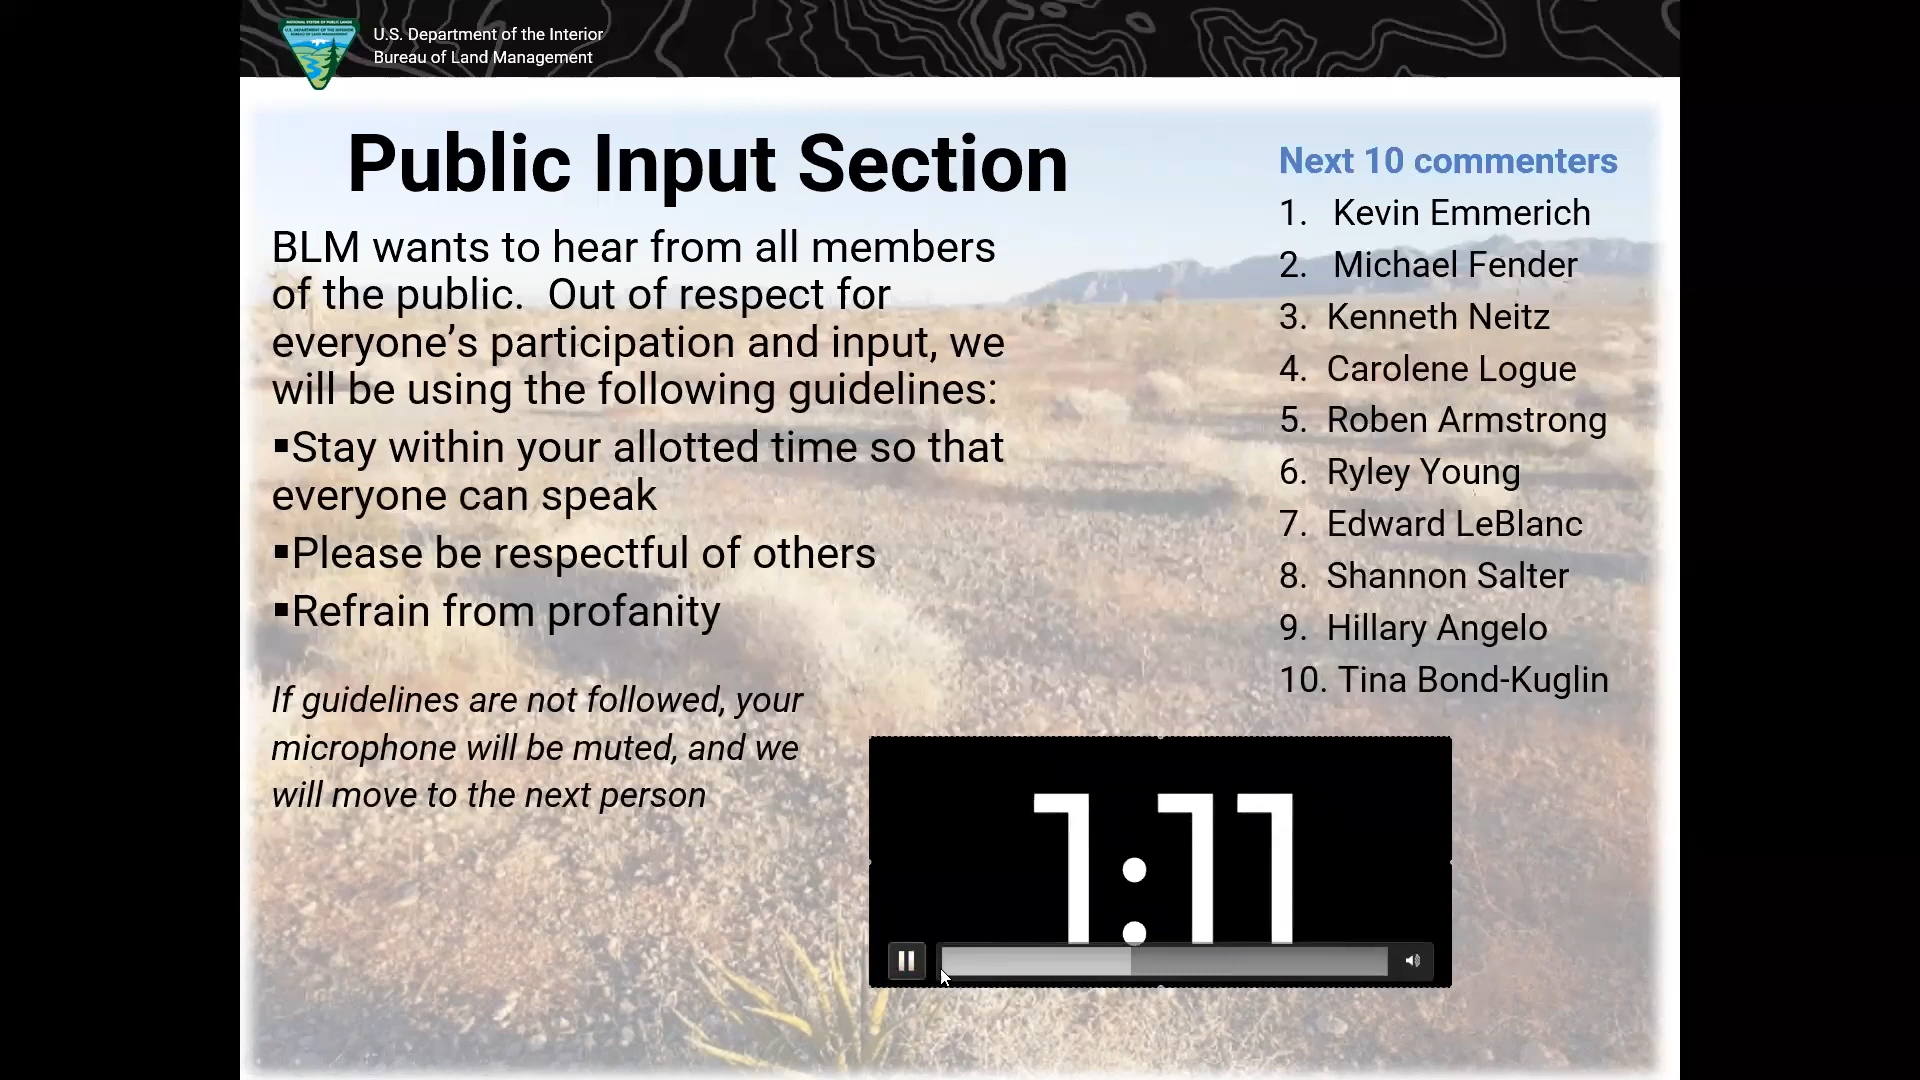 U.S. Department of the Interior
Bureau of Land Management
Public Input Section
BLM wants to hear from all members
of the public.  Out of respect for
everyone’s participation and input, we
will be using the following guidelines:
▪Stay within your allotted time so that
everyone can speak
▪Please be respectful of others
▪Refrain from profanity
If guidelines are not followed, your
microphone will be muted, and we
will move to the next person
Next 10 commenters
1. Kevin Emmerich
2. Michael Fender
3. Kenneth Neitz
4. Carolene Logue
5. Roben Armstrong
6. Ryley Young
7. Edward LeBlanc
8. Shannon Salter
9. Hillary Angelo
10. Tina Bond-Kuglin
1:11